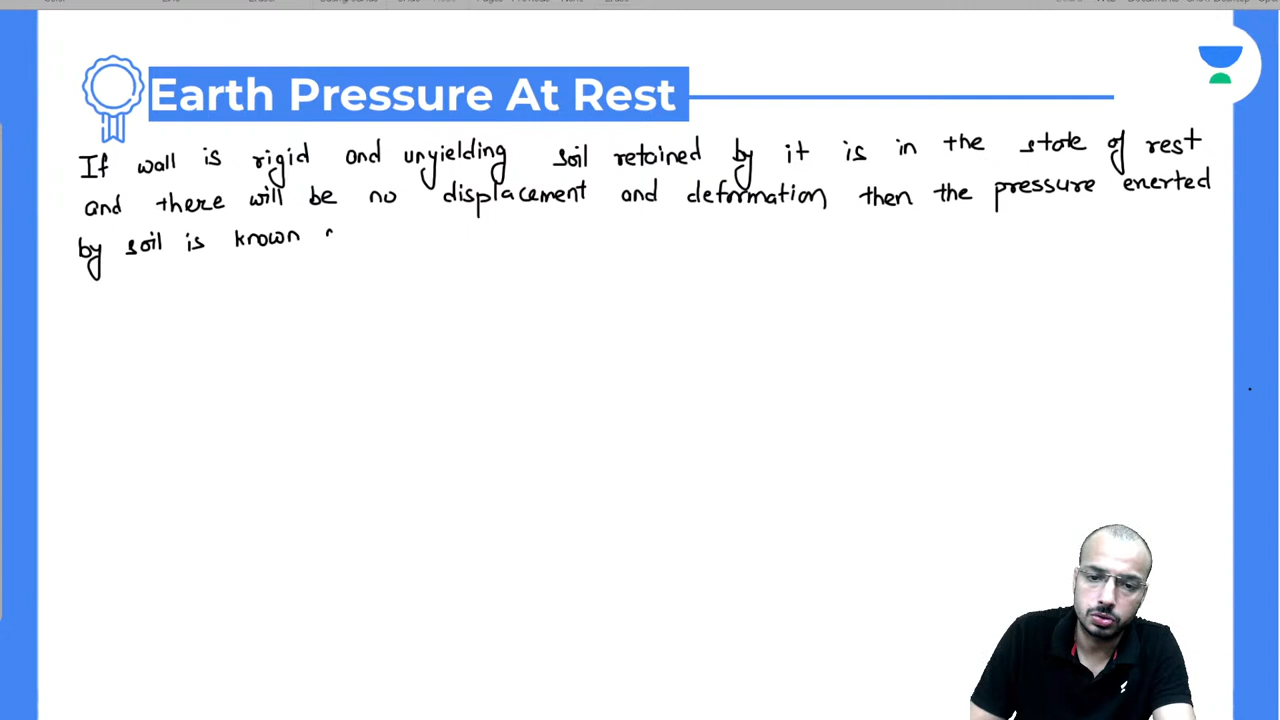 Earth Pressure At Rest
If wall is rigid and unyielding soil retained by it is in the state of rest
and there will be no displacement and deformation then the pressure enerted
by soil is known